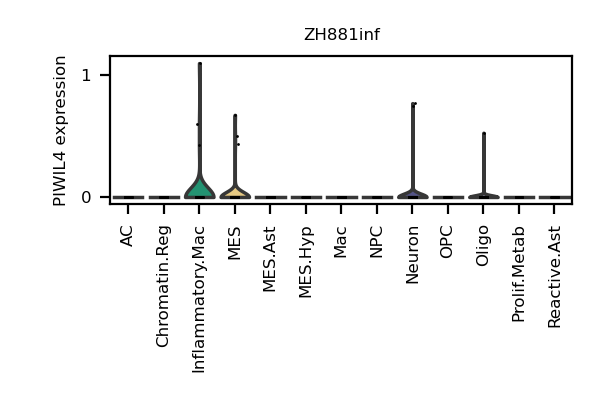 ZH881inf
PIWIL4 expression
1
0
AC
Chromatin.Reg
Inflammatory.Mac
MES
MES.Ast
MES.Hyp
Mac
NPC
Neuron
OPC
Oligo
Prolif.Metab
Reactive.Ast